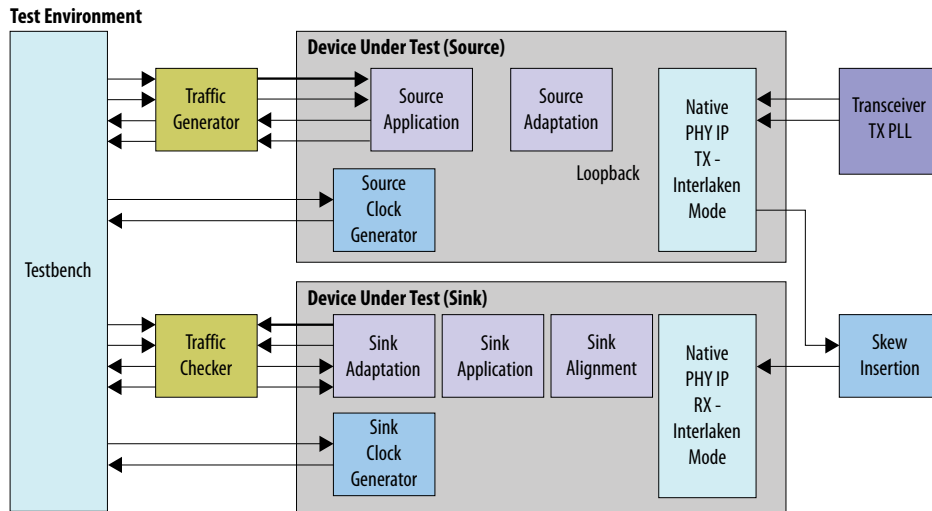 Test Environment
Device Under Test (Source)
Traffic
Generator
Source
Application
Source
Adaptation
Native
PHY IP
TX -
Interlaken
Mode
Transceiver
TX PLL
Loopback
Source
Clock
Generator
Testbench
Device Under Test (Sink)
Traffic
Checker
Sink
Adaptation
Sink
Application
Sink
Alignment
Native
PHY IP
RX -
Interlaken
Mode
Skew
Insertion
Sink
Clock
Generator